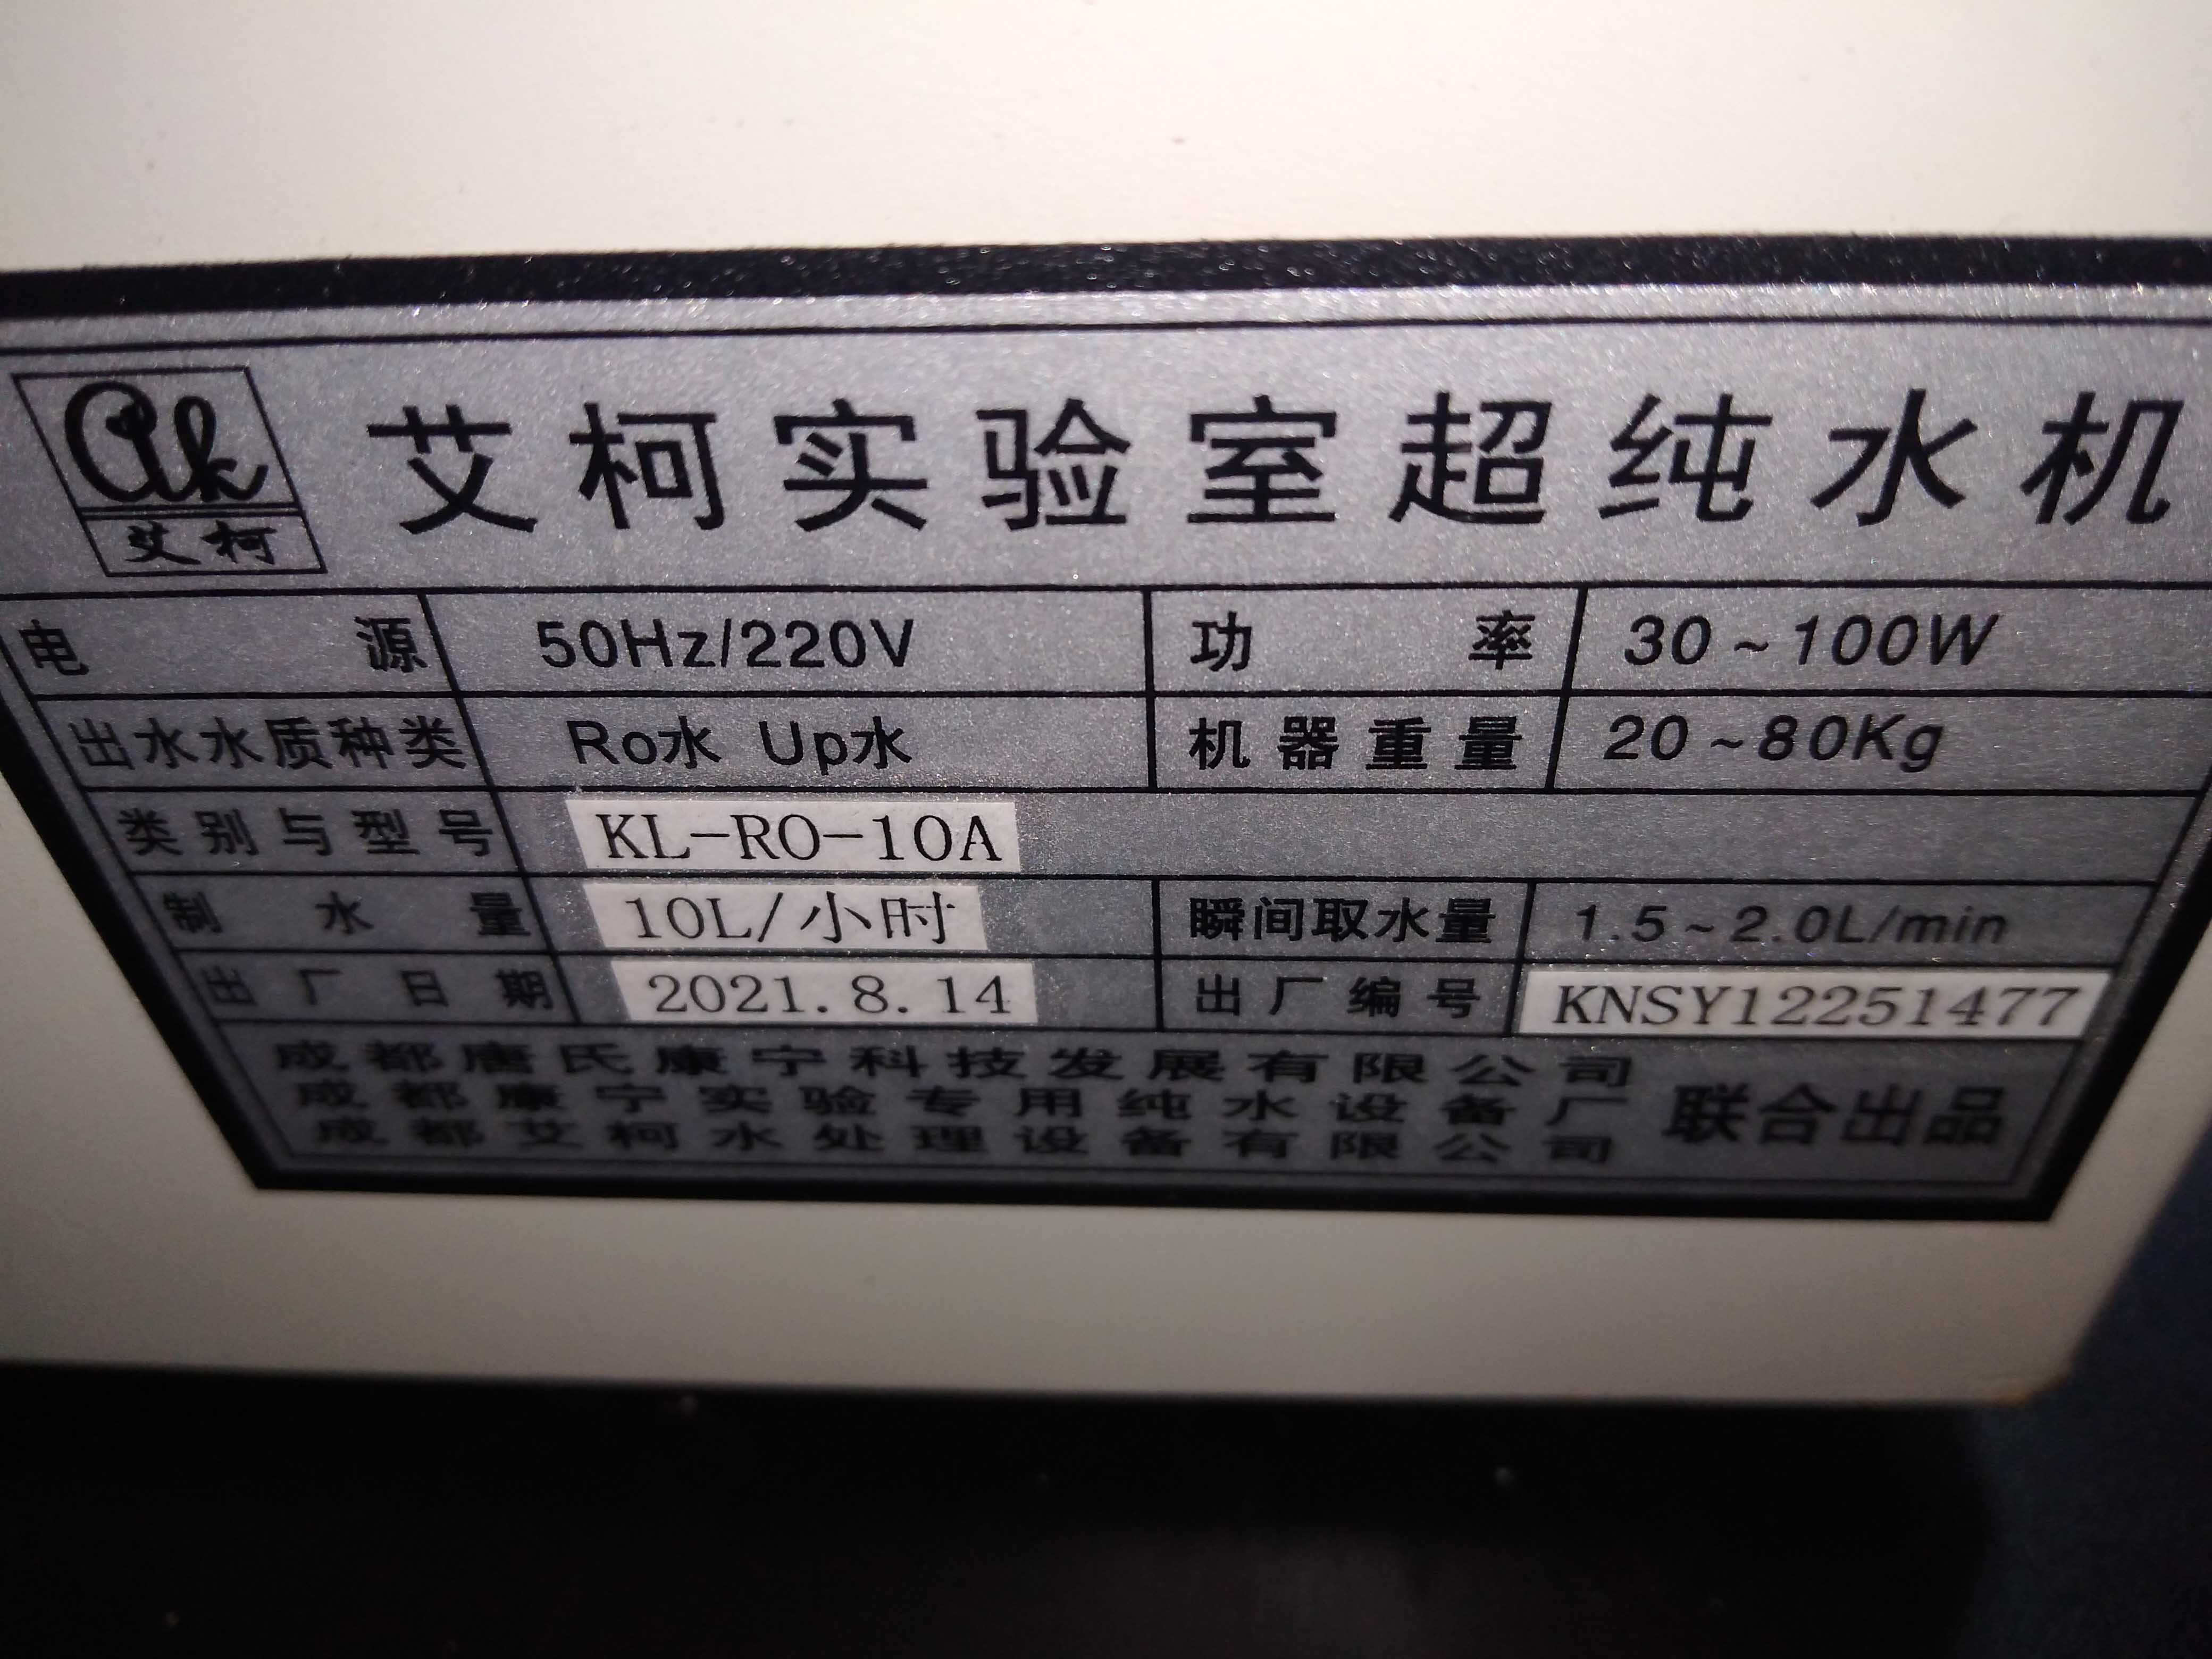 Aik
艾柯
艾柯实验室超纯水机
电源 50Hz/220V 功率 30~100W
出水水质种类 Ro水 Up水 机器重量 20~80Kg
类别与型号 KL-RO-10A
制水量 10L/小时 瞬间取水量 1.5~2.0L/min
出厂日期 2021.8.14 出厂编号 KNSY12251477
成都唐氏康宁科技发展有限公司
成都康宁实验专用纯水设备厂 联合出品
成都艾柯水处理设备有限公司